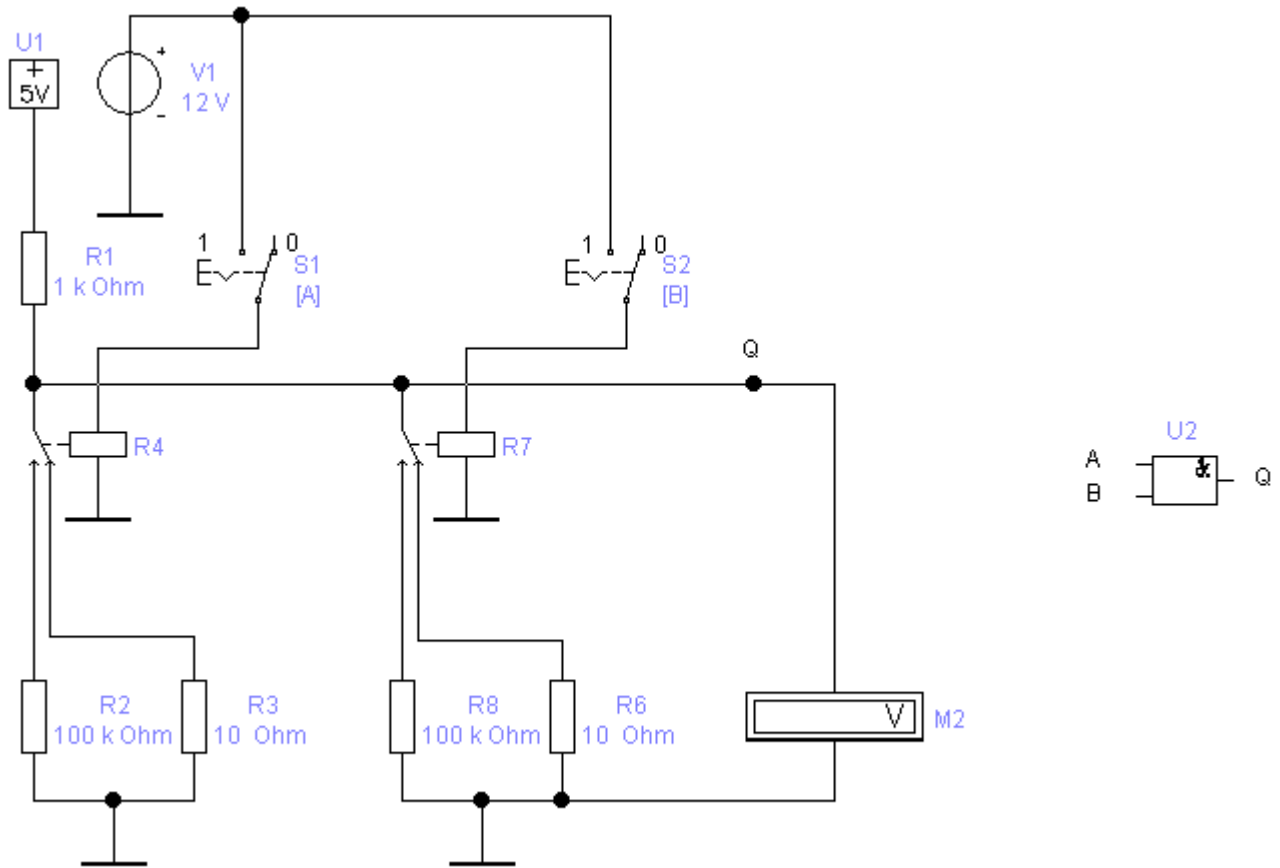 U1
+
5V
+
-
V1
12 V
R1
1 k Ohm
1
0
S1
[A]
1
0
S2
[B]
Q
R4
R7
U2
A
B
&
Q
R2
100 k Ohm
R3
10 Ohm
R8
100 k Ohm
R6
10 Ohm
V
M2